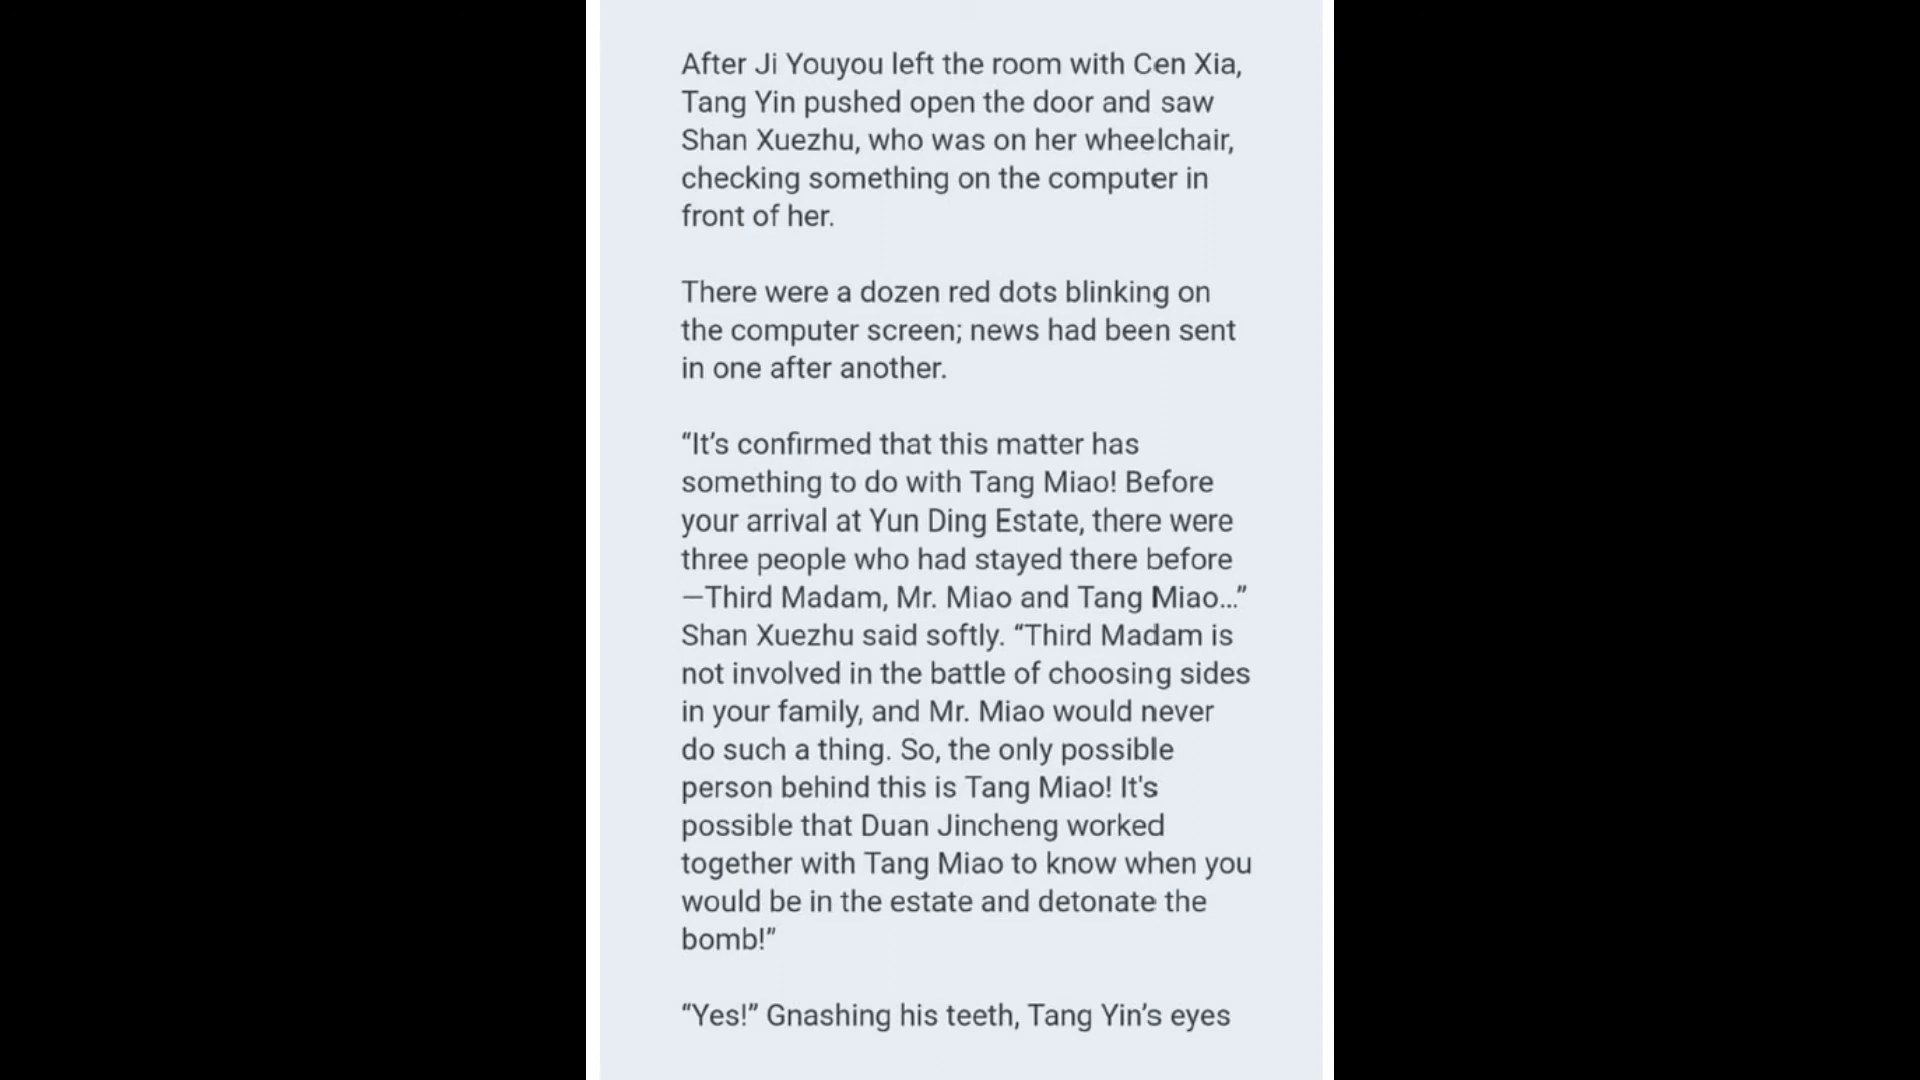 After Ji Youyou left the room with Cen Xia,
Tang Yin pushed open the door and saw
Shan Xuezhu, who was on her wheelchair,
checking something on the computer in
front of her.
There were a dozen red dots blinking on
the computer screen; news had been sent
in one after another.
“It’s confirmed that this matter has
something to do with Tang Miao! Before
your arrival at Yun Ding Estate, there were
three people who had stayed there before
—Third Madam, Mr. Miao and Tang Miao…”
Shan Xuezhu said softly. “Third Madam is
not involved in the battle of choosing sides
in your family, and Mr. Miao would never
do such a thing. So, the only possible
person behind this is Tang Miao! It's
possible that Duan Jincheng worked
together with Tang Miao to know when you
would be in the estate and detonate the
bomb!”
“Yes!” Gnashing his teeth, Tang Yin’s eyes